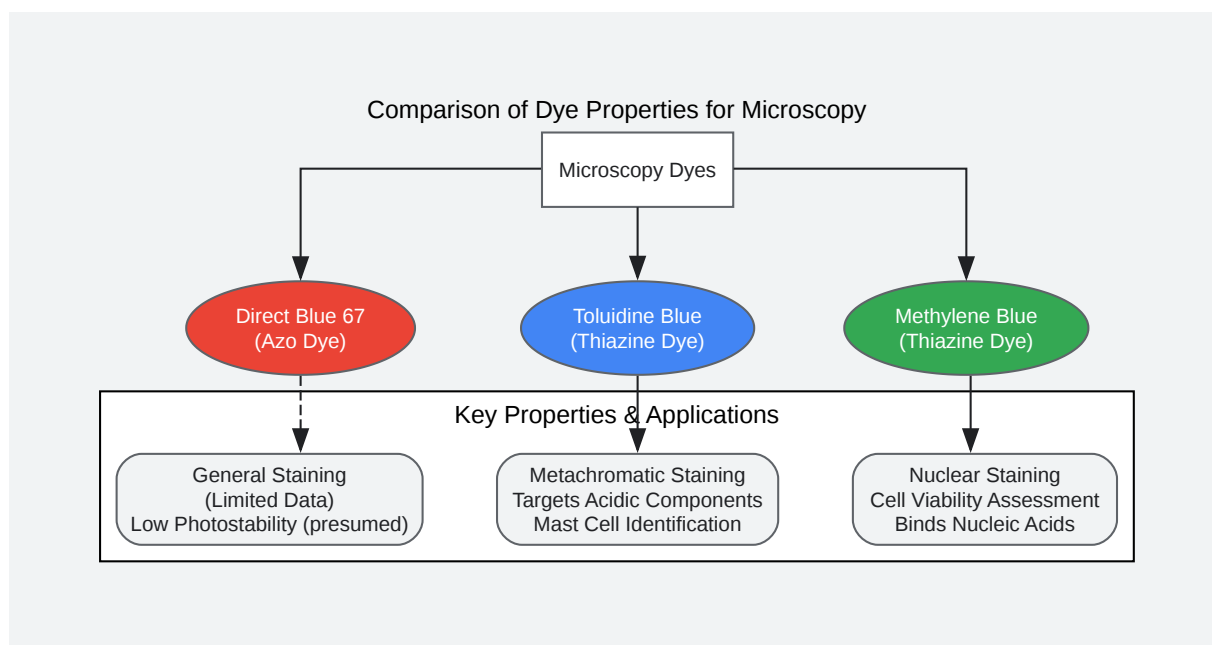 Comparison of Dye Properties for Microscopy
Microscopy Dyes
Direct Blue 67
(Azo Dye)
Toluidine Blue
(Thiazine Dye)
Methylene Blue
(Thiazine Dye)
Key Properties & Applications
General Staining
(Limited Data)
Low Photostability (presumed)
Metachromatic Staining
Targets Acidic Components
Mast Cell Identification
Nuclear Staining
Cell Viability Assessment
Binds Nucleic Acids